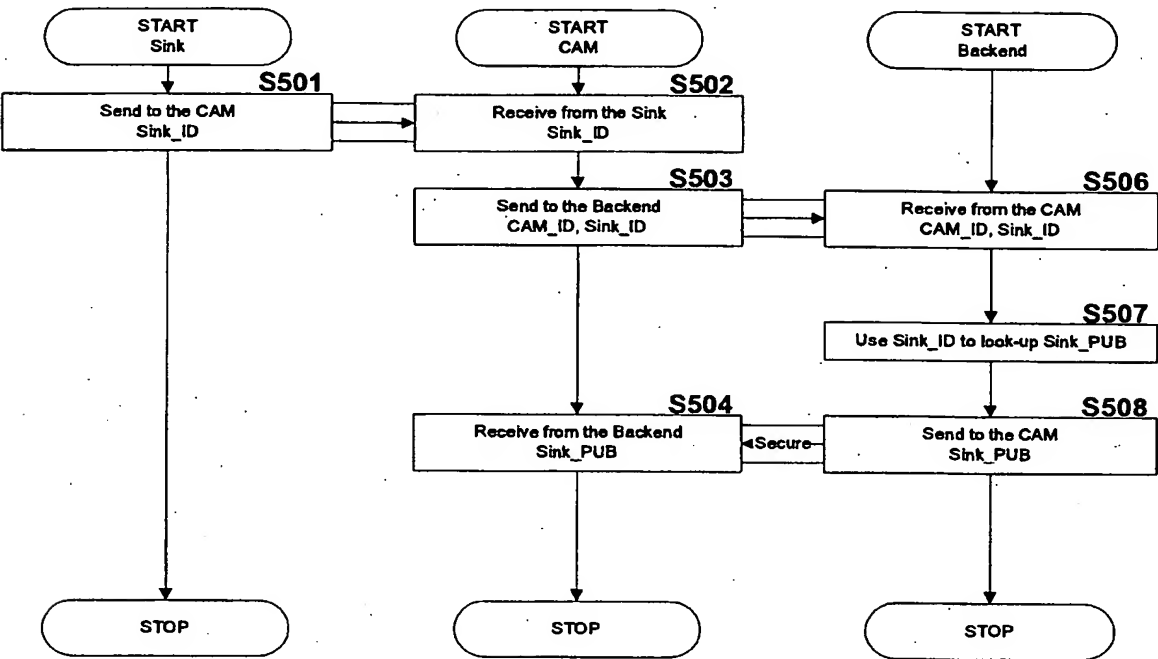 START
Sink
START
CAM
START
Backend
S501
Send to the CAM
Sink_ID
S502
Receive from the Sink
Sink_ID
S503
Send to the Backend
CAM_ID, Sink_ID
S506
Receive from the CAM
CAM_ID, Sink_ID
S507
Use Sink_ID to look-up Sink_PUB
S504
Receive from the Backend
Sink_PUB
Secure
S508
Send to the CAM
Sink_PUB
STOP
STOP
STOP